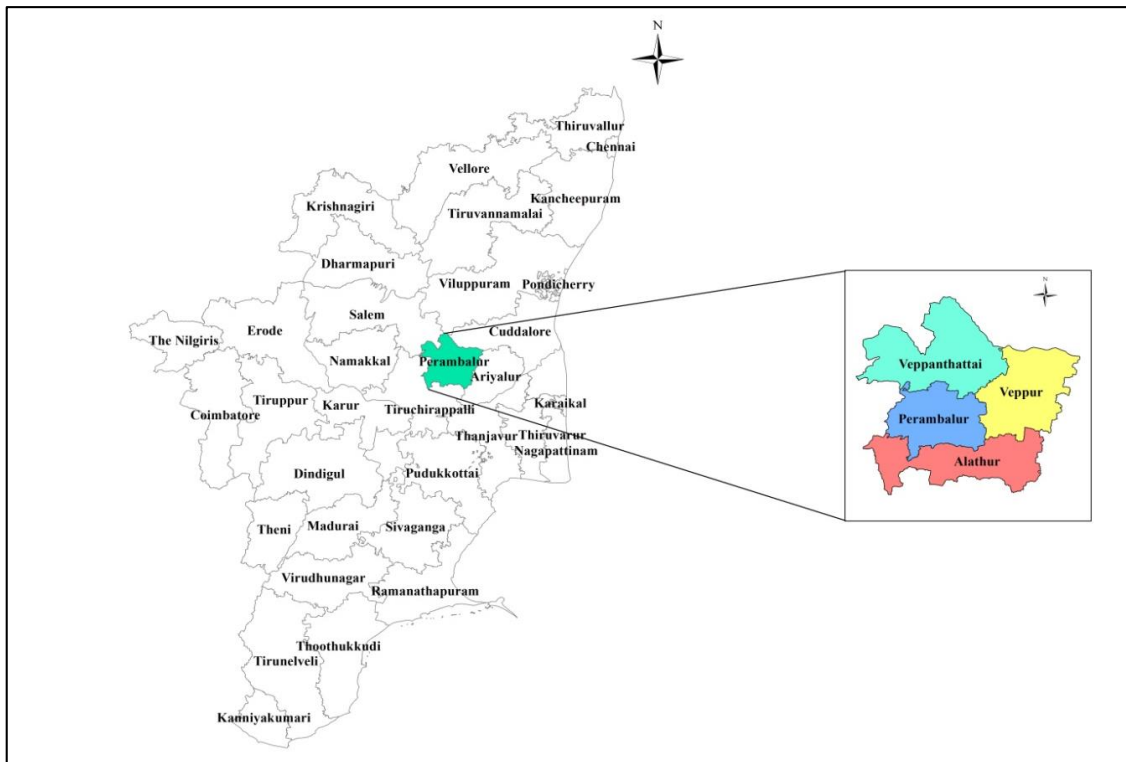 N
Thiruvallur
Chennai
Vellore
Kancheepuram
Krishnagiri
Tiruvannamalai
Dharmapuri
Viluppuram
Pondicherry
Salem
Cuddalore
Erode
The Nilgiris
Namakkal
Perambalur
Ariyalur
Tiruppur
Karur
Karaikal
Coimbatore
Tiruchirappalli
Thanjavur
Thiruvarur
Nagapattinam
Dindigul
Pudukkottai
Theni
Madurai
Sivaganga
Virudhunagar
Ramanathapuram
Thoothukkudi
Tirunelveli
Kanniyakumari
N
Veppanthattai
Veppur
Perambalur
Alathur